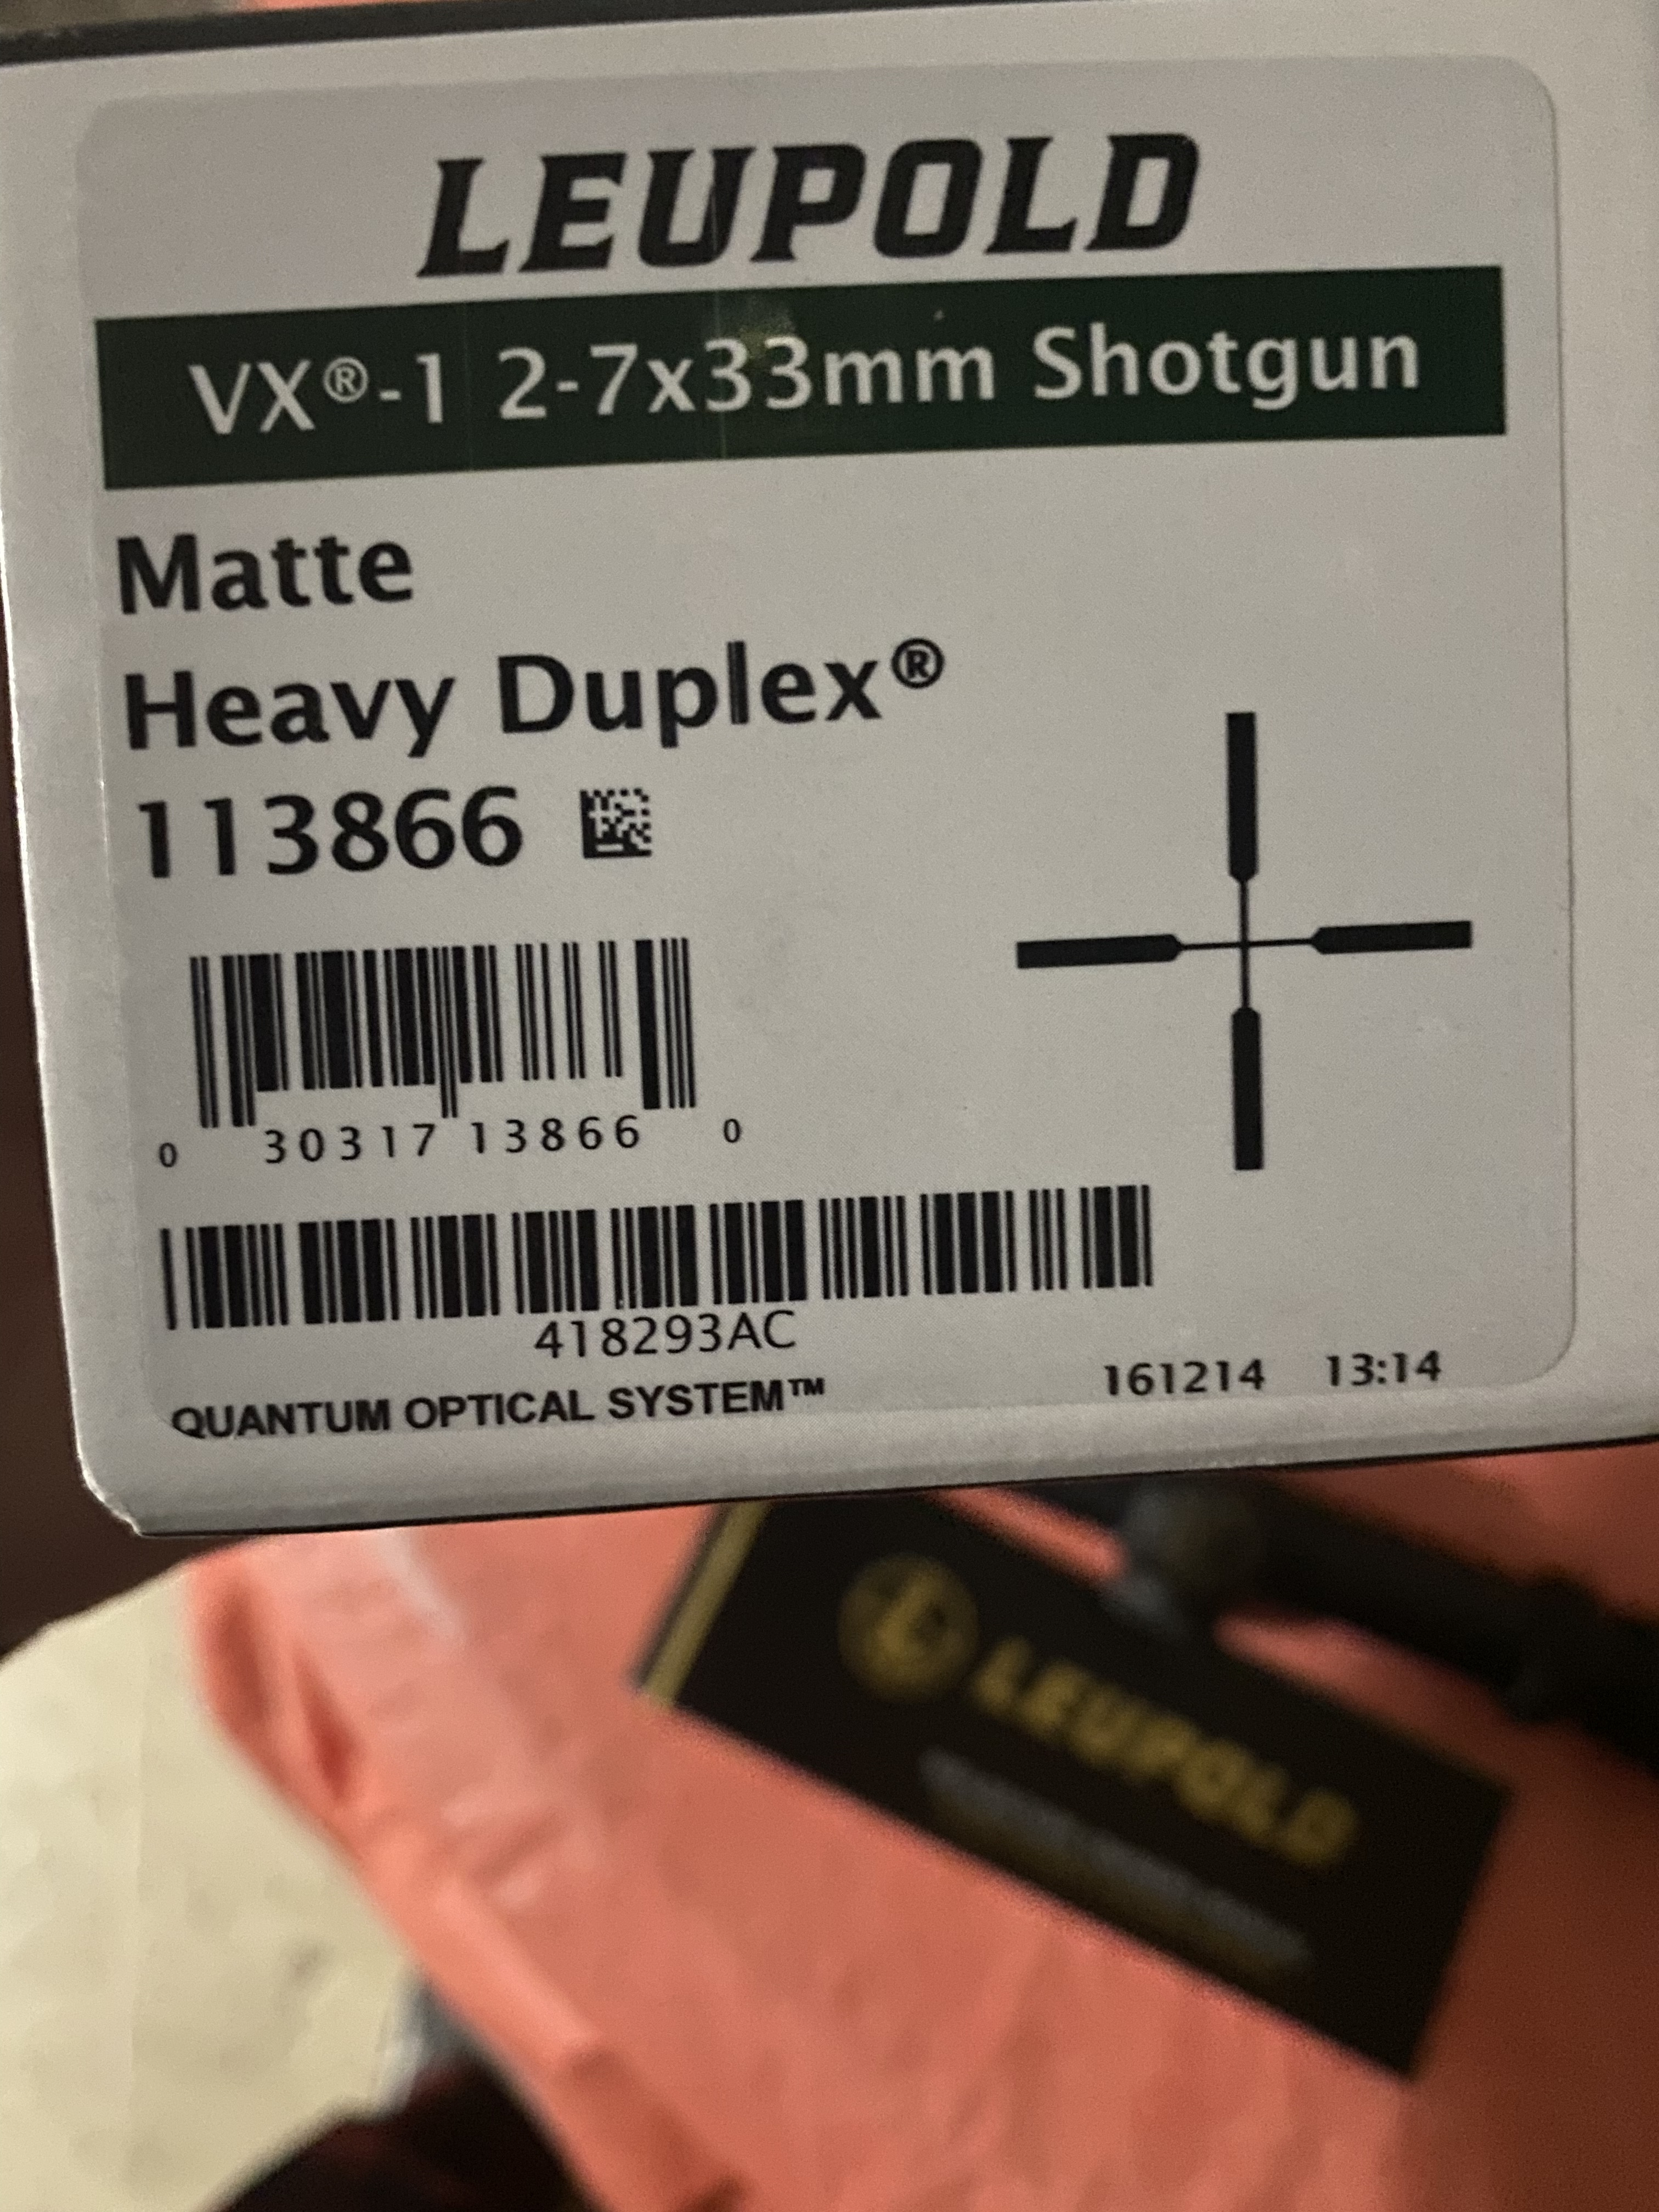 LEUPOLD
VX®-1 2-7x33mm Shotgun
Matte
Heavy Duplex®
113866
0 30317 13866 0
418293AC
QUANTUM OPTICAL SYSTEM™ 161214 13:14
LEUPOLD